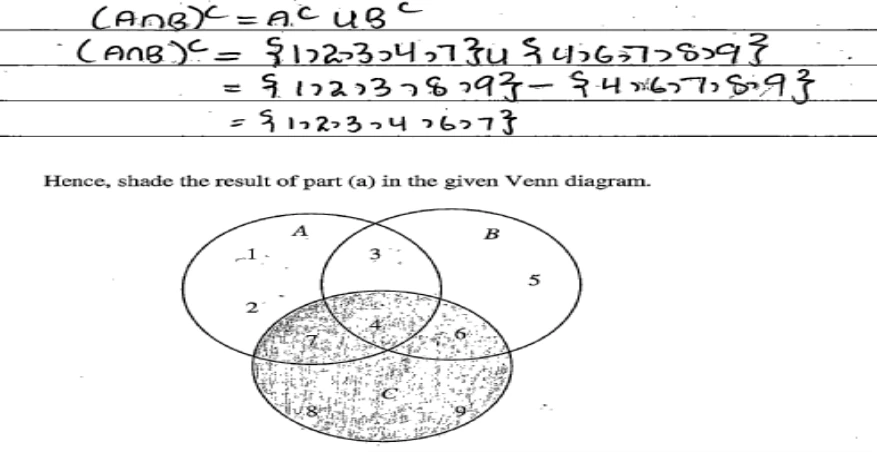 (A∩B)ᶜ = Aᶜ ∪ Bᶜ
(A∩B)ᶜ = {1,2,3,4,7} ∪ {4,6,7,8,9}
= {1,2,3,8,9} − {4,6,7,8,9}
= {1,2,3,4,6,7}
Hence, shade the result of part (a) in the given Venn diagram.
A
B
1
3
5
2
4
6
7
C
8
9